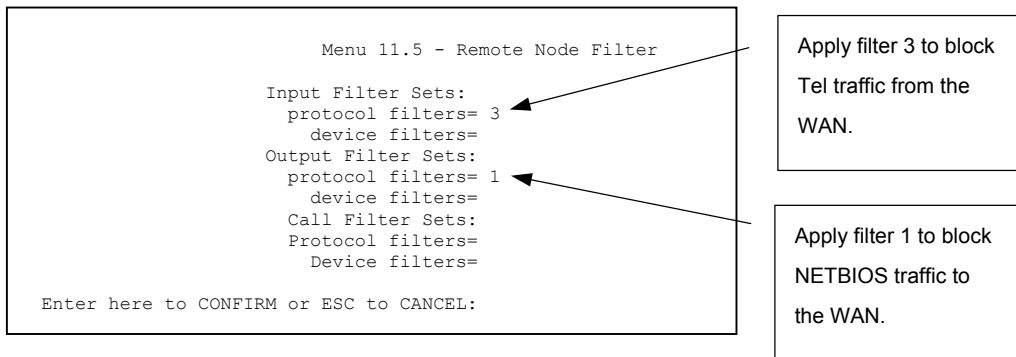 Menu 11.5 - Remote Node Filter
Input Filter Sets:
protocol filters= 3
device filters=
Output Filter Sets:
protocol filters= 1
device filters=
Call Filter Sets:
Protocol filters=
Device filters=
Enter here to CONFIRM or ESC to CANCEL:
Apply filter 3 to block
Tel traffic from the
WAN.
Apply filter 1 to block
NETBIOS traffic to
the WAN.